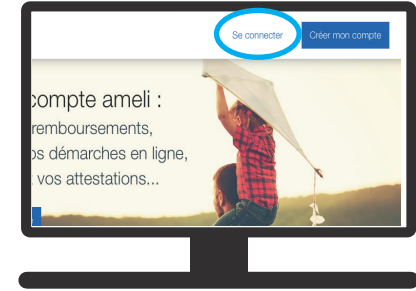 Se connecter
Créer mon compte
compte ameli :
remboursements,
os démarches en ligne,
vos attestations...